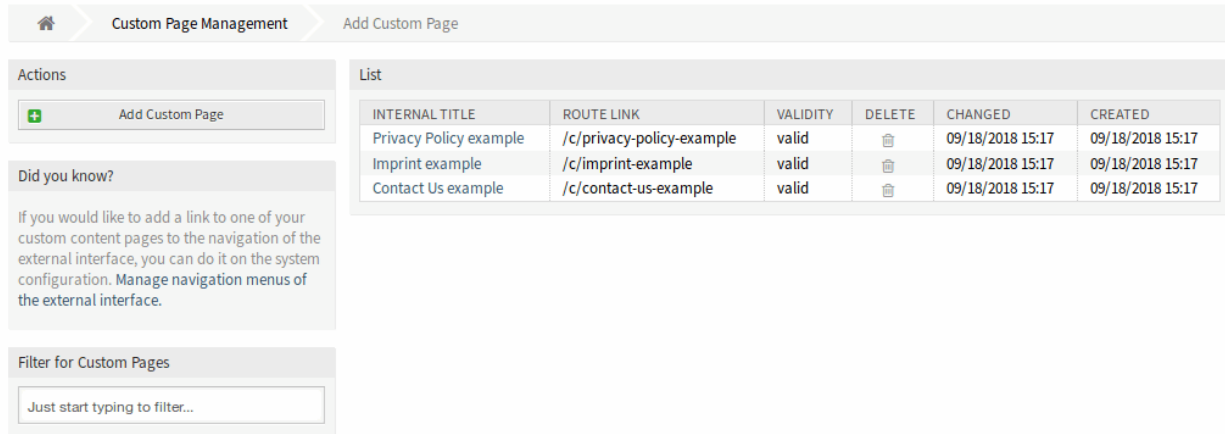 Custom Page Management Add Custom Page
Actions
Add Custom Page
Did you know?
If you would like to add a link to one of your
custom content pages to the navigation of the
external interface, you can do it on the system
configuration. Manage navigation menus of
the external interface.
Filter for Custom Pages
Just start typing to filter...
List
INTERNAL TITLE ROUTE LINK VALIDITY DELETE CHANGED CREATED
Privacy Policy example /c/privacy-policy-example valid 09/18/2018 15:17 09/18/2018 15:17
Imprint example /c/imprint-example valid 09/18/2018 15:17 09/18/2018 15:17
Contact Us example /c/contact-us-example valid 09/18/2018 15:17 09/18/2018 15:17